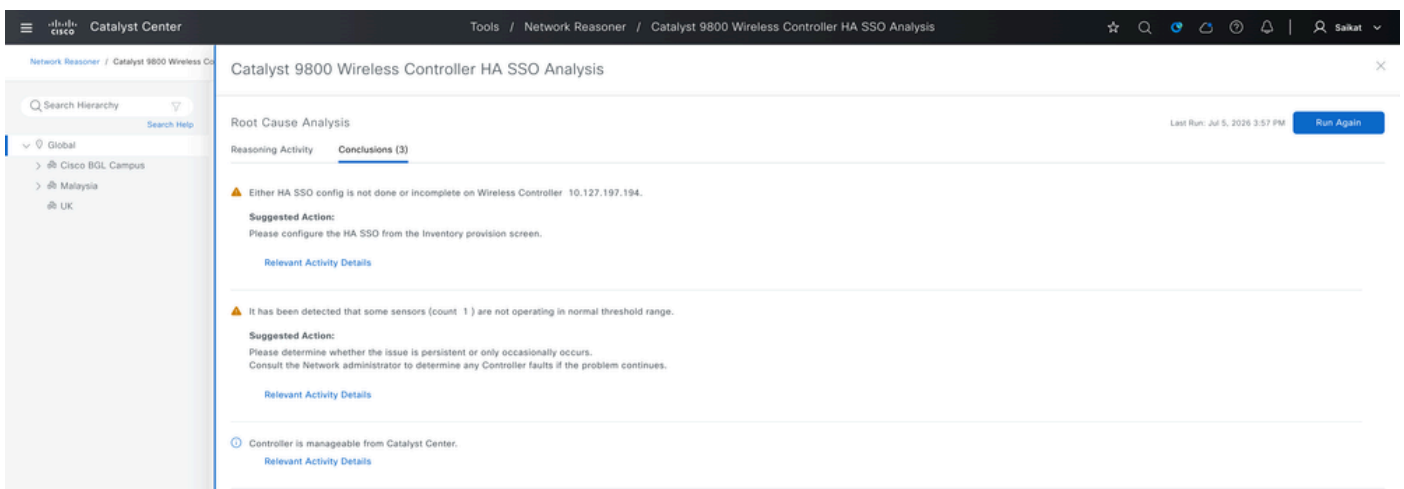 cisco
Catalyst Center
Tools / Network Reasoner / Catalyst 9800 Wireless Controller HA SSO Analysis
Saikat
Network Reasoner / Catalyst 9800 Wireless Co
Search Hierarchy
Search Help
Global
Cisco BGL Campus
Malaysia
UK
Catalyst 9800 Wireless Controller HA SSO Analysis
Root Cause Analysis
Last Run: Jul 5, 2026 3:57 PM
Run Again
Reasoning Activity
Conclusions (3)
Either HA SSO config is not done or incomplete on Wireless Controller 10.127.197.194.
Suggested Action:
Please configure the HA SSO from the Inventory provision screen.
Relevant Activity Details
It has been detected that some sensors (count 1 ) are not operating in normal threshold range.
Suggested Action:
Please determine whether the issue is persistent or only occasionally occurs.
Consult the Network administrator to determine any Controller faults if the problem continues.
Relevant Activity Details
Controller is manageable from Catalyst Center.
Relevant Activity Details